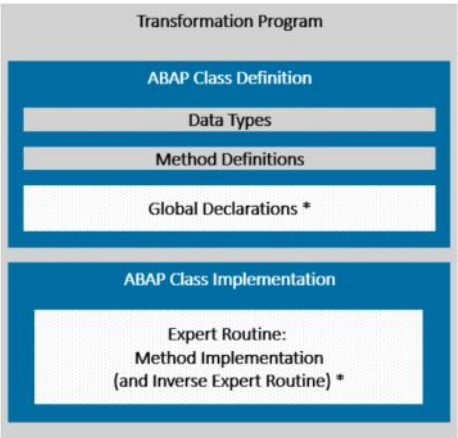 Transformation Program
ABAP Class Definition
Data Types
Method Definitions
Global Declarations *
ABAP Class Implementation
Expert Routine:
Method Implementation
(and Inverse Expert Routine) *